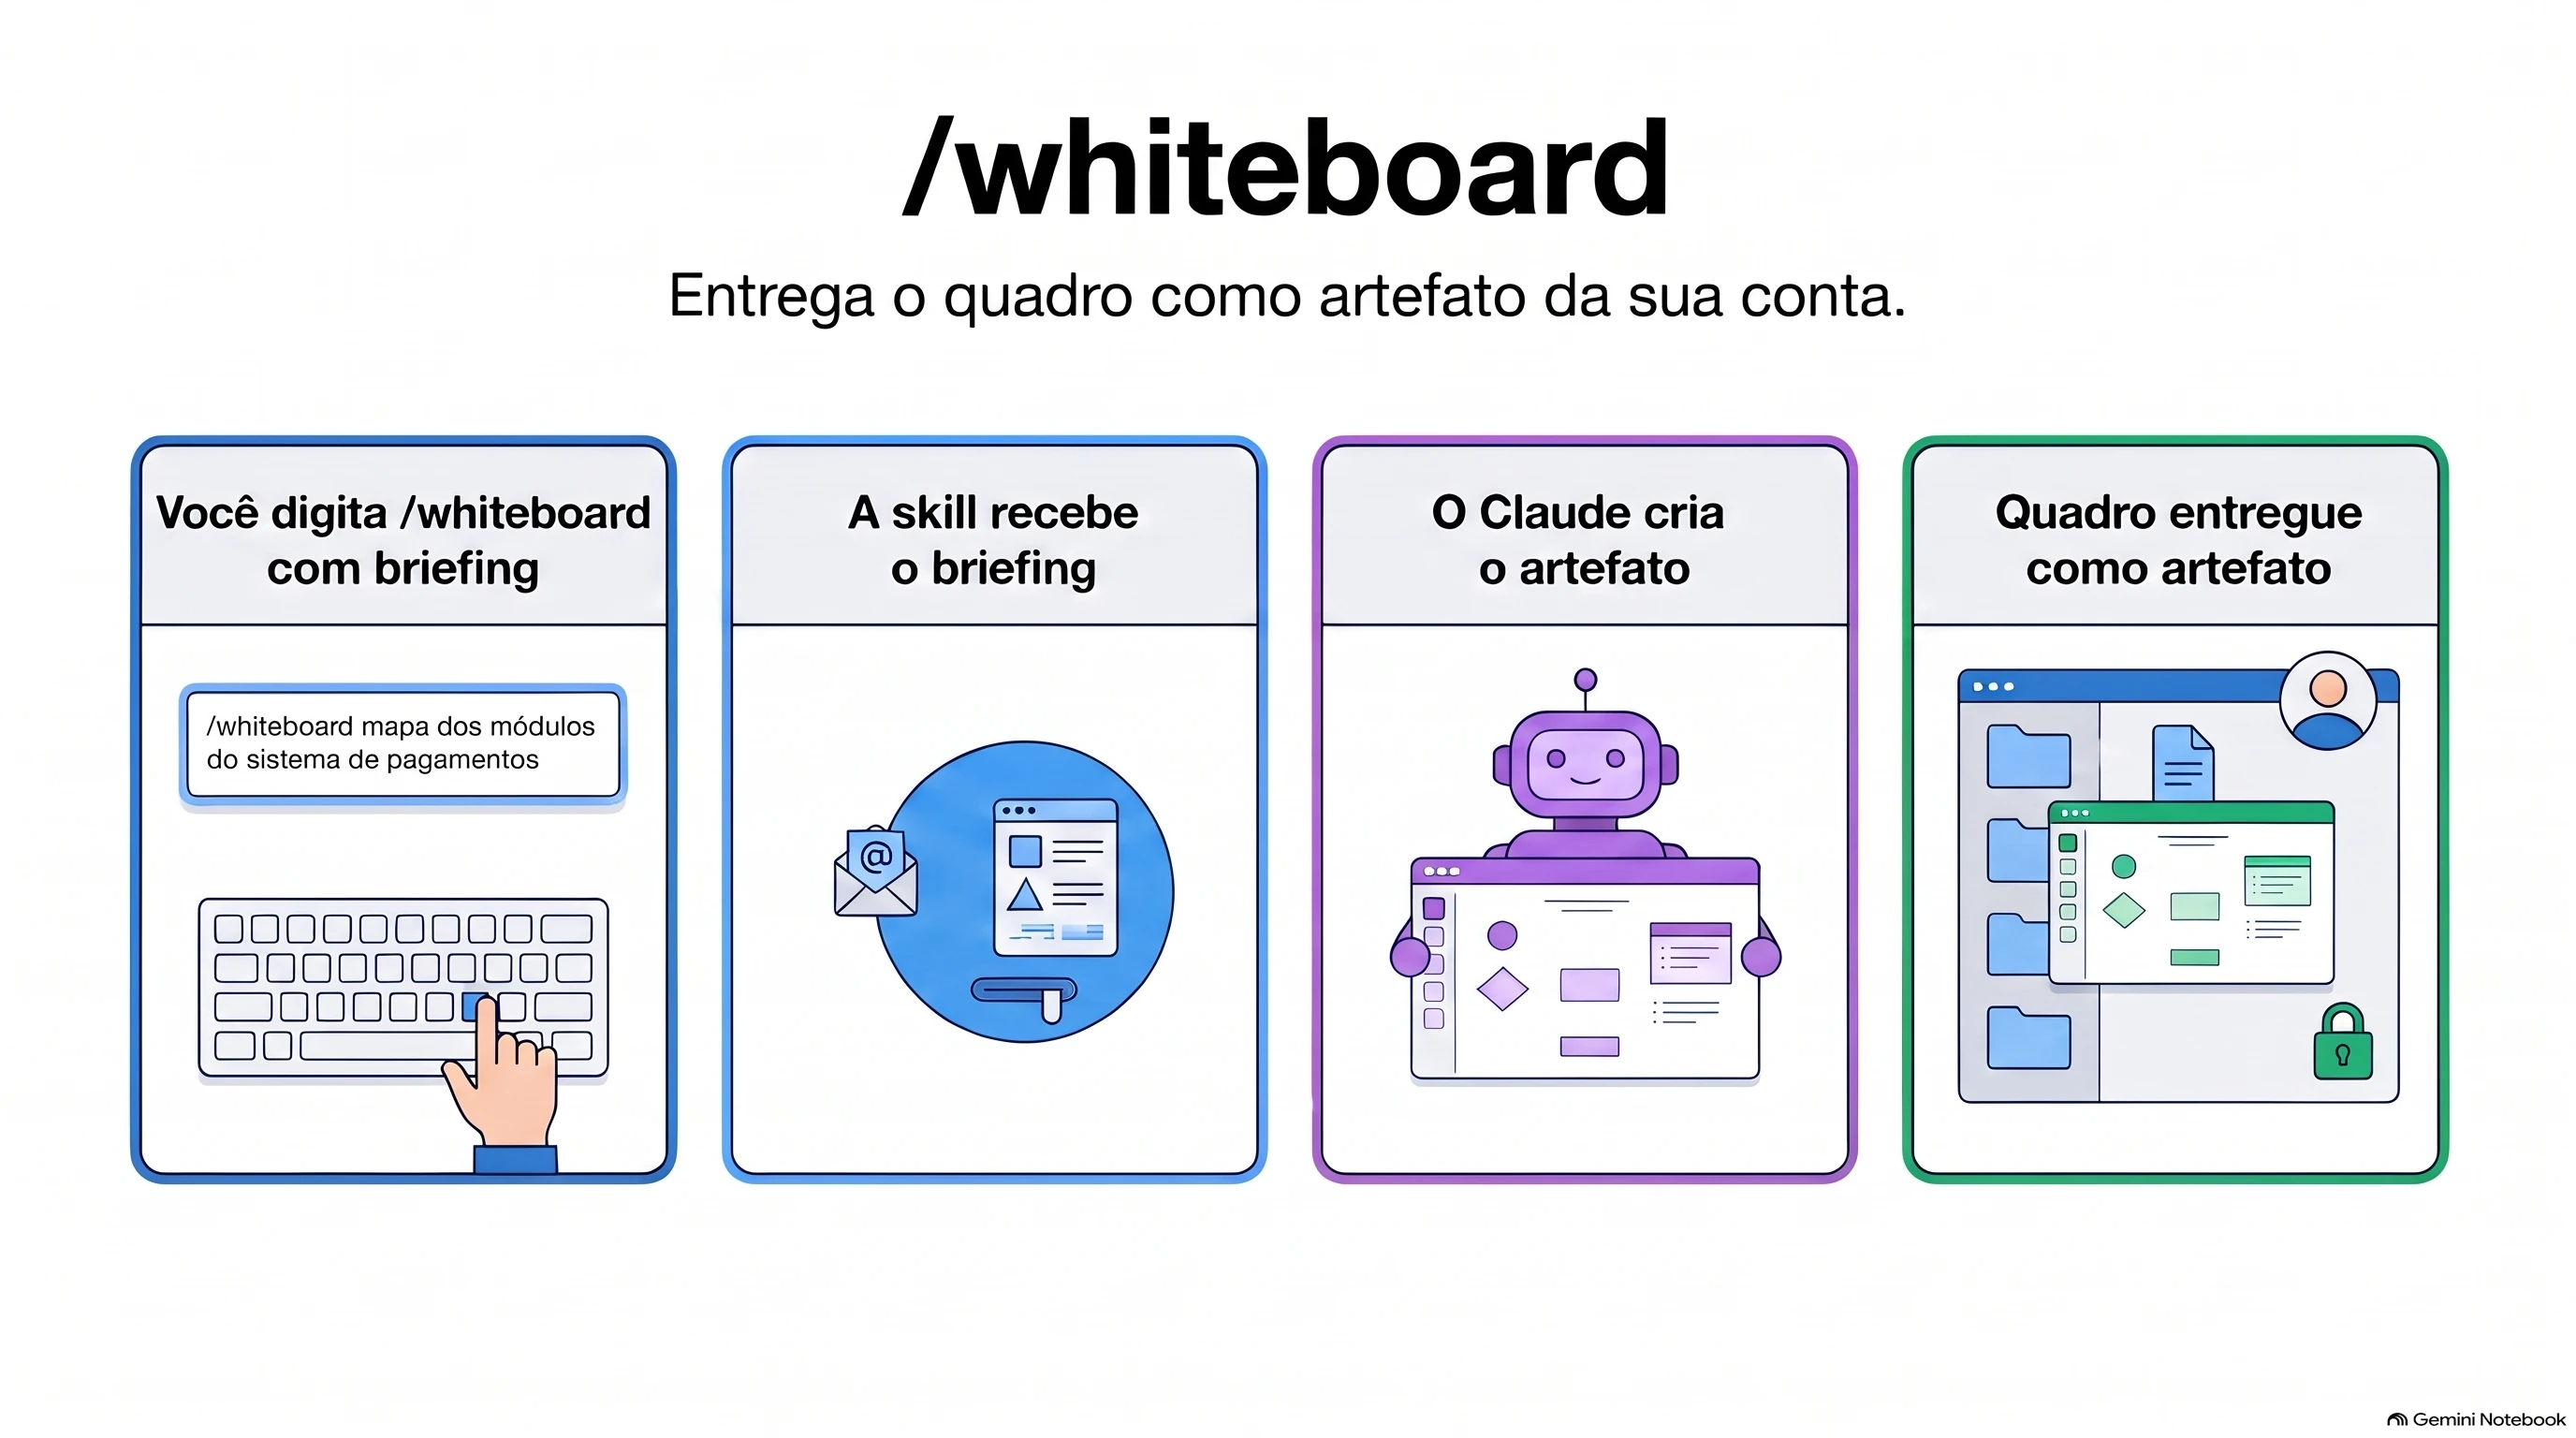 /whiteboard
Entrega o quadro como artefato da sua conta.
Você digita /whiteboard
com briefing
/whiteboard mapa dos módulos
do sistema de pagamentos
A skill recebe
o briefing
@
O Claude cria
o artefato
Quadro entregue
como artefato
Gemini Notebook